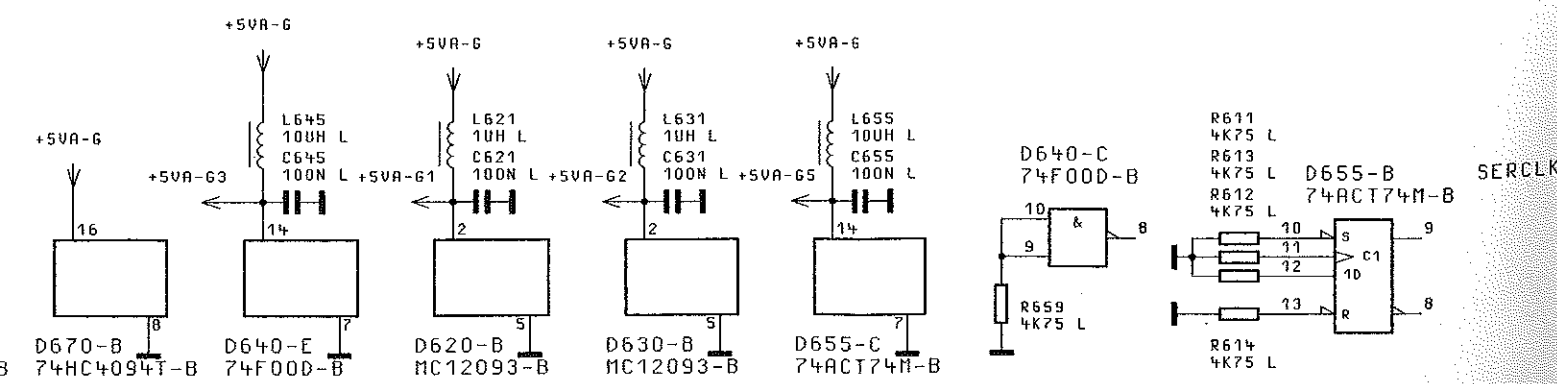 +5VA-G
16
8
D670-B
74HC4094T-B
B
+5VA-G
L645
10UH L
C645
100N L
+5VA-G3
14
7
D640-E
74F00D-B
+5VA-G
L621
1UH L
C621
100N L
+5VA-G1
2
5
D620-B
MC12093-B
+5VA-G
L631
1UH L
C631
100N L
+5VA-G2
2
5
D630-B
MC12093-B
+5VA-G
L655
10UH L
C655
100N L
+5VA-G5
14
7
D655-C
74ACT74M-B
D640-C
74F00D-B
10
9
&
8
R659
4K75 L
R611
4K75 L
R613
4K75 L
R612
4K75 L
D655-B
74ACT74M-B
10
11
12
13
S
C1
1D
R
9
8
R614
4K75 L
SERCLK